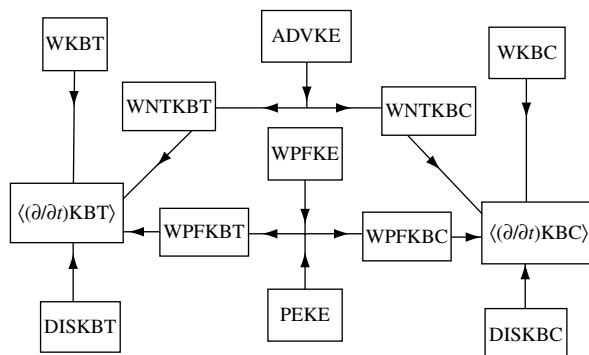 WKBT
ADVKE
WKBC
WNTKBT
WNTKBC
WPFKE
⟨(∂/∂t)KBT⟩
⟨(∂/∂t)KBC⟩
WPFKBT
WPFKBC
DISKBT
PEKE
DISKBC